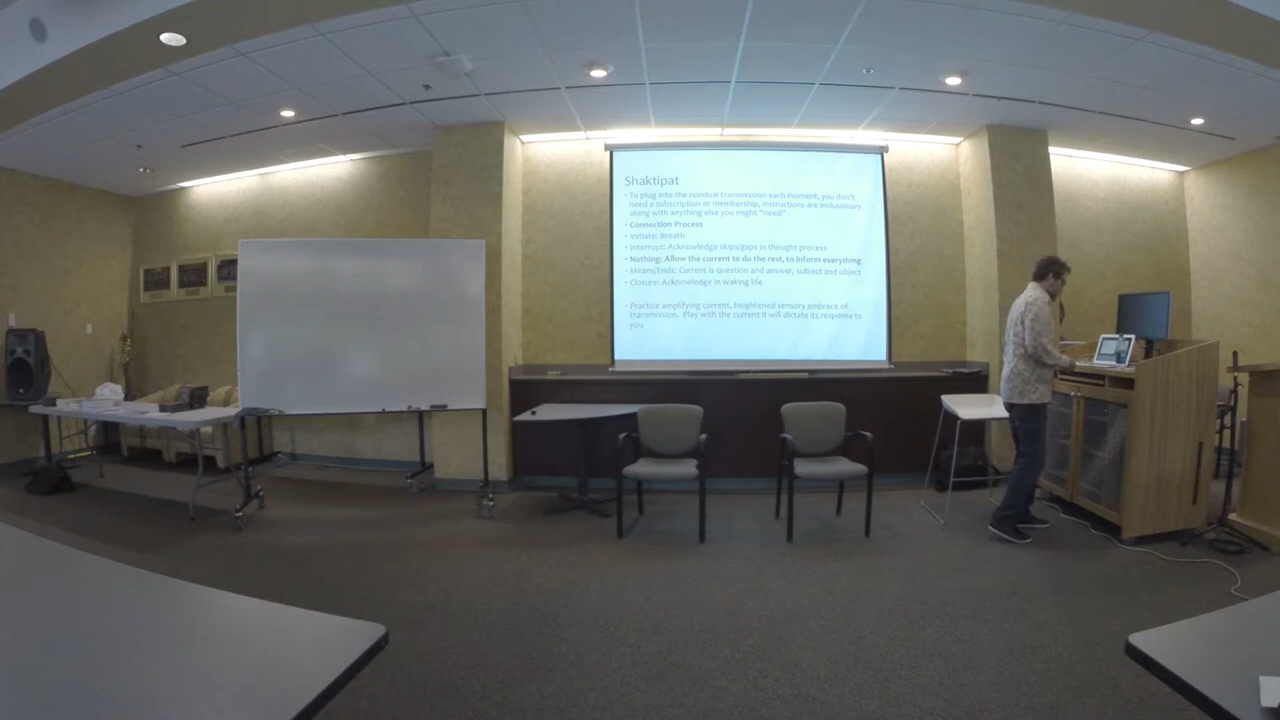 Shaktipat
• To plug into the nondual transmission each moment, you don't
need a subscription or membership, instructions are inclusionary
along with anything else you might "need"
• Connection Process
• Initiate: Breath
• Interrupt: Acknowledge skips/gaps in thought process
• Nothing: Allow the current to do the rest, to inform everything
• Means/Ends: Current is question and answer, subject and object
• Closure: Acknowledge in waking life
• Practice amplifying current, heightened sensory embrace of
transmission. Play with the current it will dictate its response to
you